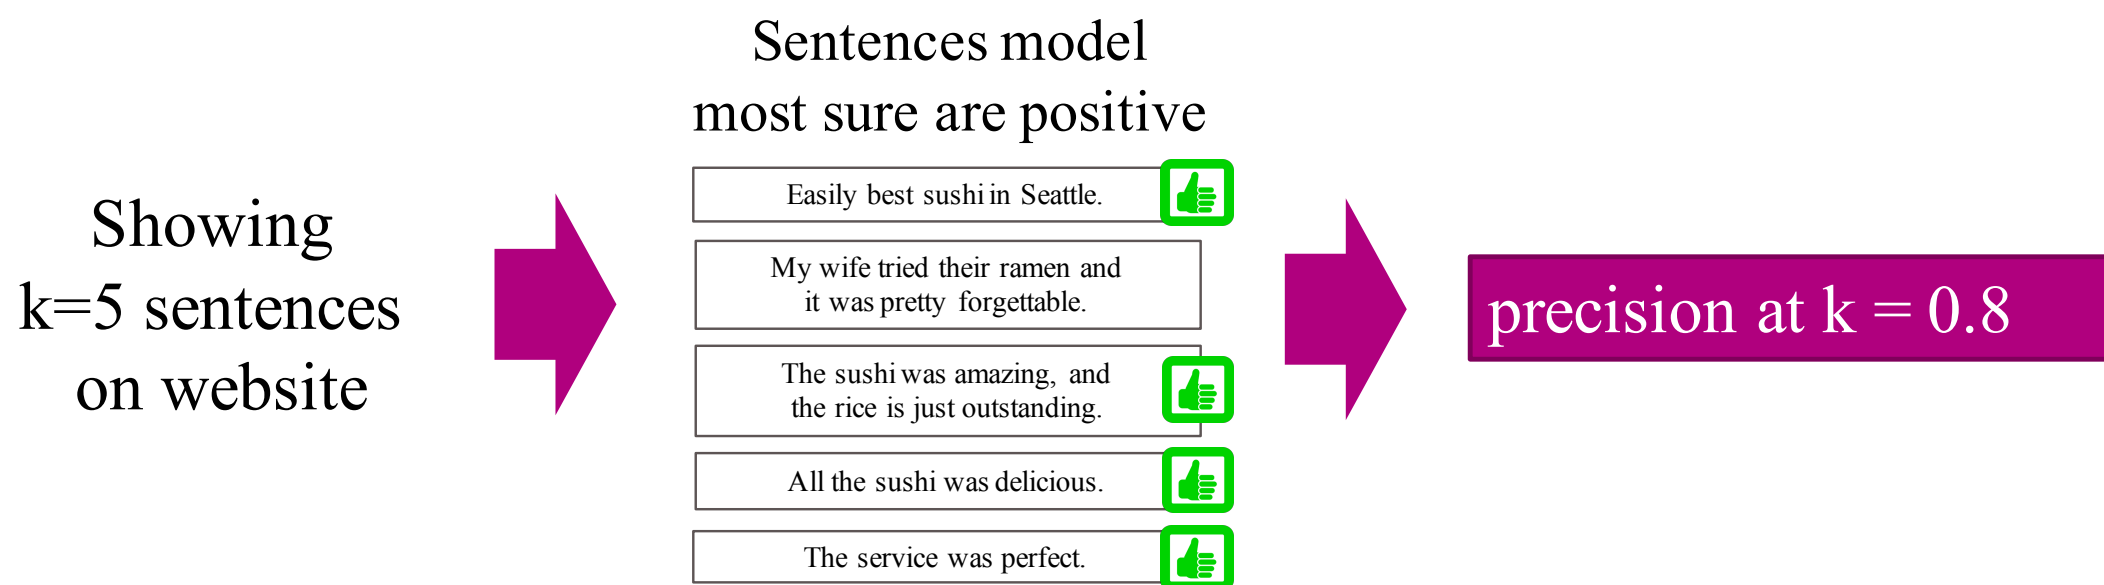 Showing
k=5 sentences
on website
Sentences model
most sure are positive
Easily best sushi in Seattle.
My wife tried their ramen and
it was pretty forgettable.
The sushi was amazing, and
the rice is just outstanding.
All the sushi was delicious.
The service was perfect.
precision at k = 0.8